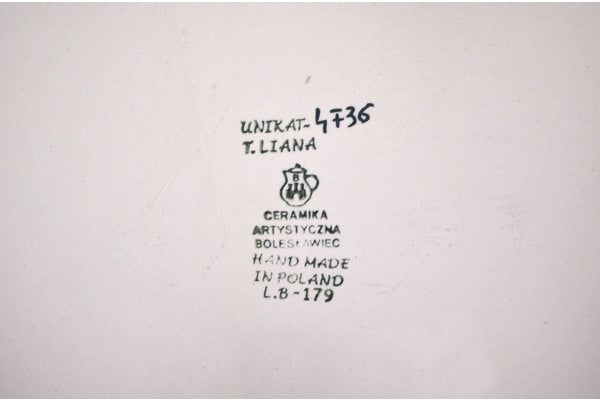 UNIKAT-4736
T. LIANA
B
CERAMIKA
ARTYSTYCZNA
BOLESŁAWIEC
HAND MADE
IN POLAND
L.B-179